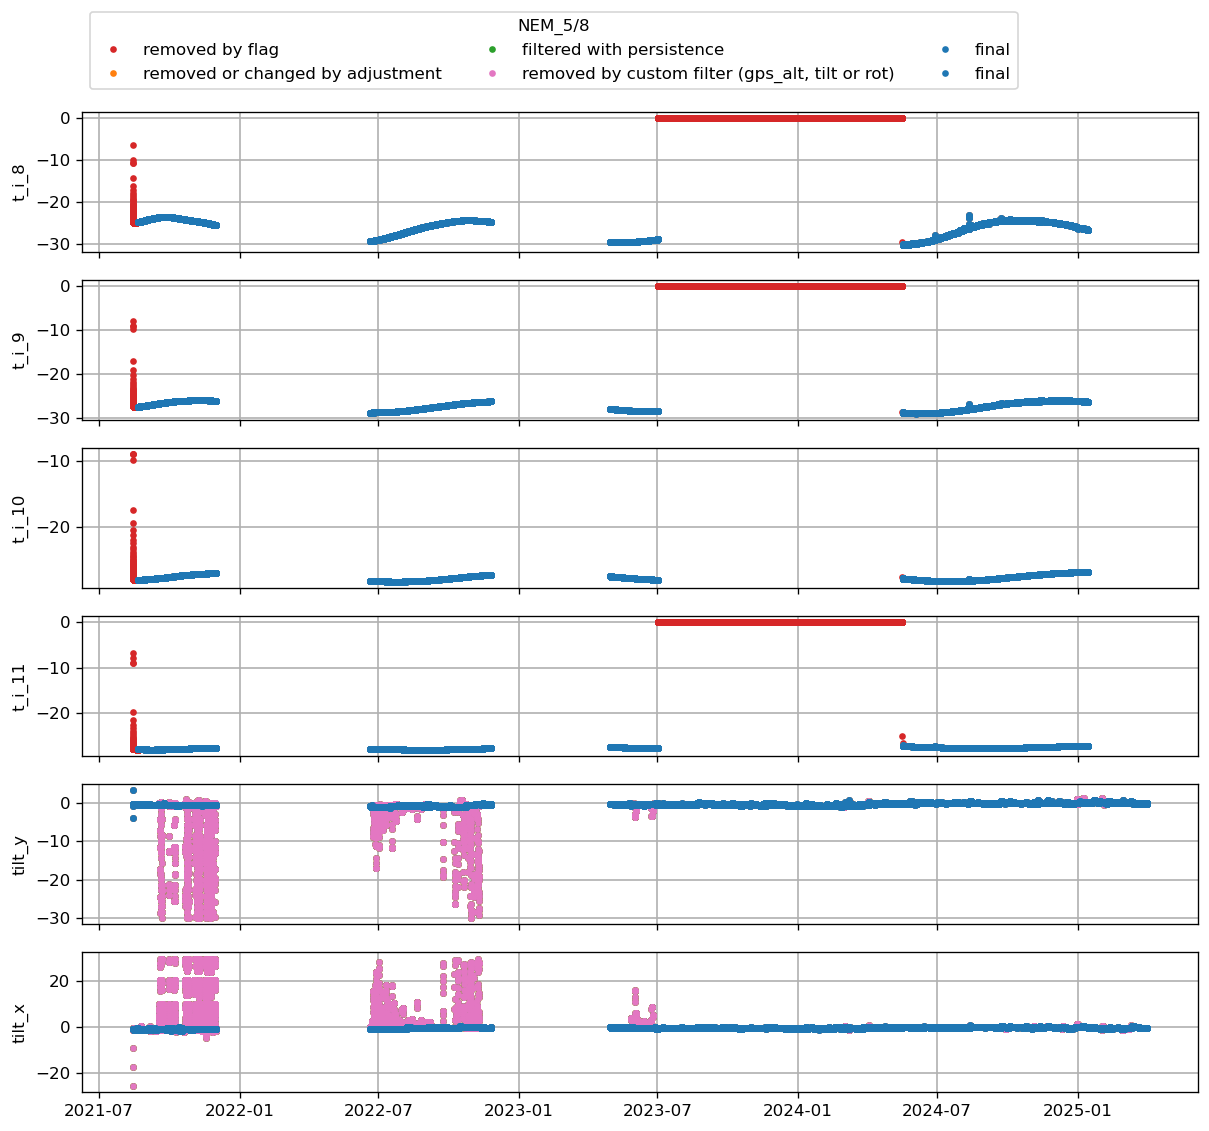 NEM_5/8
removed by flag
filtered with persistence
final
removed or changed by adjustment
removed by custom filter (gps_alt, tilt or rot)
final
0
−10
−20
−30
t_i_8
0
−10
−20
−30
t_i_9
−10
−20
t_i_10
0
−10
−20
t_i_11
0
−10
−20
−30
tilt_y
20
0
−20
tilt_x
2021-07
2022-01
2022-07
2023-01
2023-07
2024-01
2024-07
2025-01